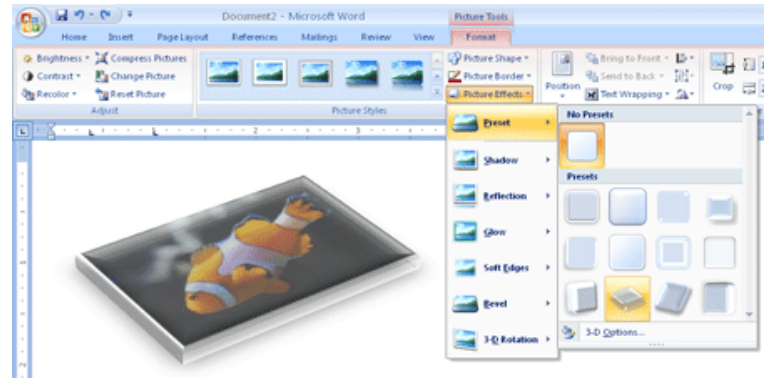 Document2 - Microsoft Word
Picture Tools
Home Insert Page Layout References Mailings Review View Format
Brightness Compress Pictures Picture Shape Bring to Front
Contrast Change Picture Picture Border Send to Back
Recolor Reset Picture Picture Effects Position Text Wrapping Crop
Adjust Picture Styles
Preset
Shadow
Reflection
Glow
Soft Edges
Bevel
3-D Rotation
No Presets
Presets
3-D Options...